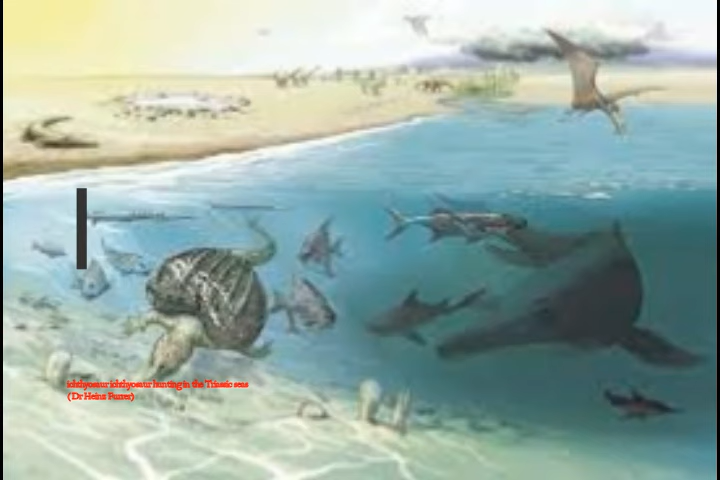 ichthyosaur ichthyosaur hunting in the Triassic seas
(Dr Heinz Furrer)